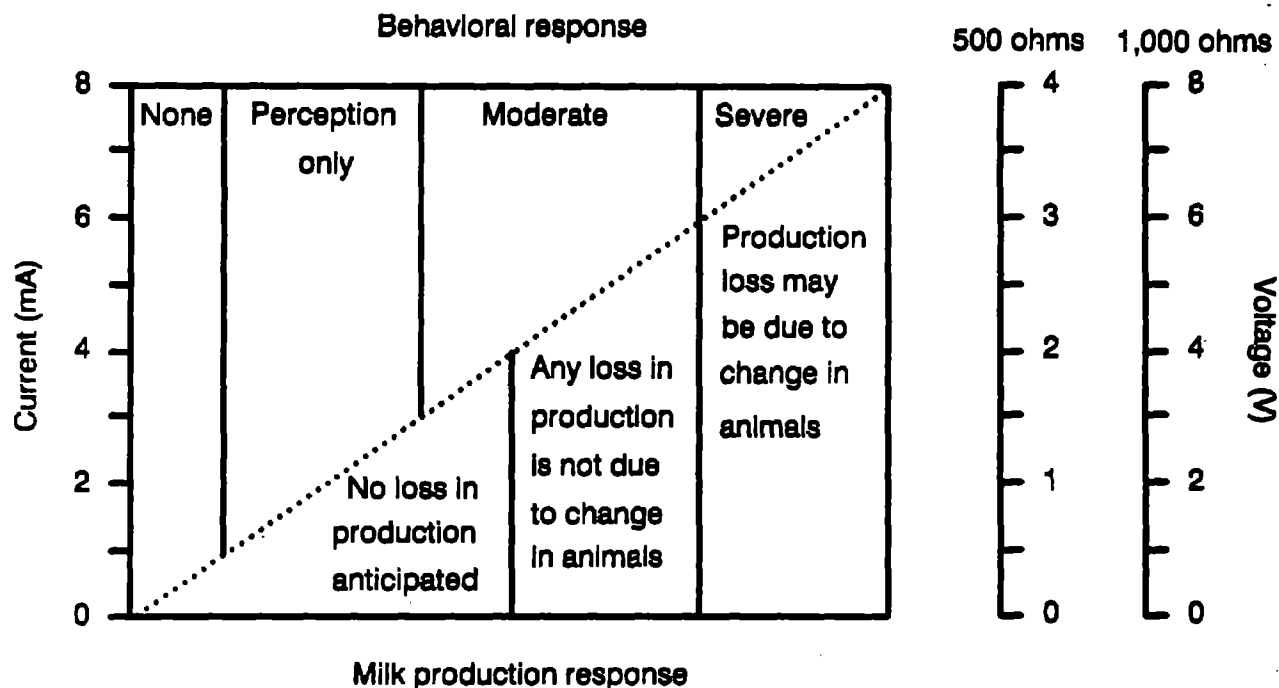 Behavioral response
500 ohms
1,000 ohms
8
6
4
2
0
Current (mA)
None
Perception
only
Moderate
Severe
No loss in
production
anticipated
Any loss in
production
is not due
to change
in animals
Production
loss may
be due to
change in
animals
4
3
2
1
0
8
6
4
2
0
Voltage (V)
Milk production response